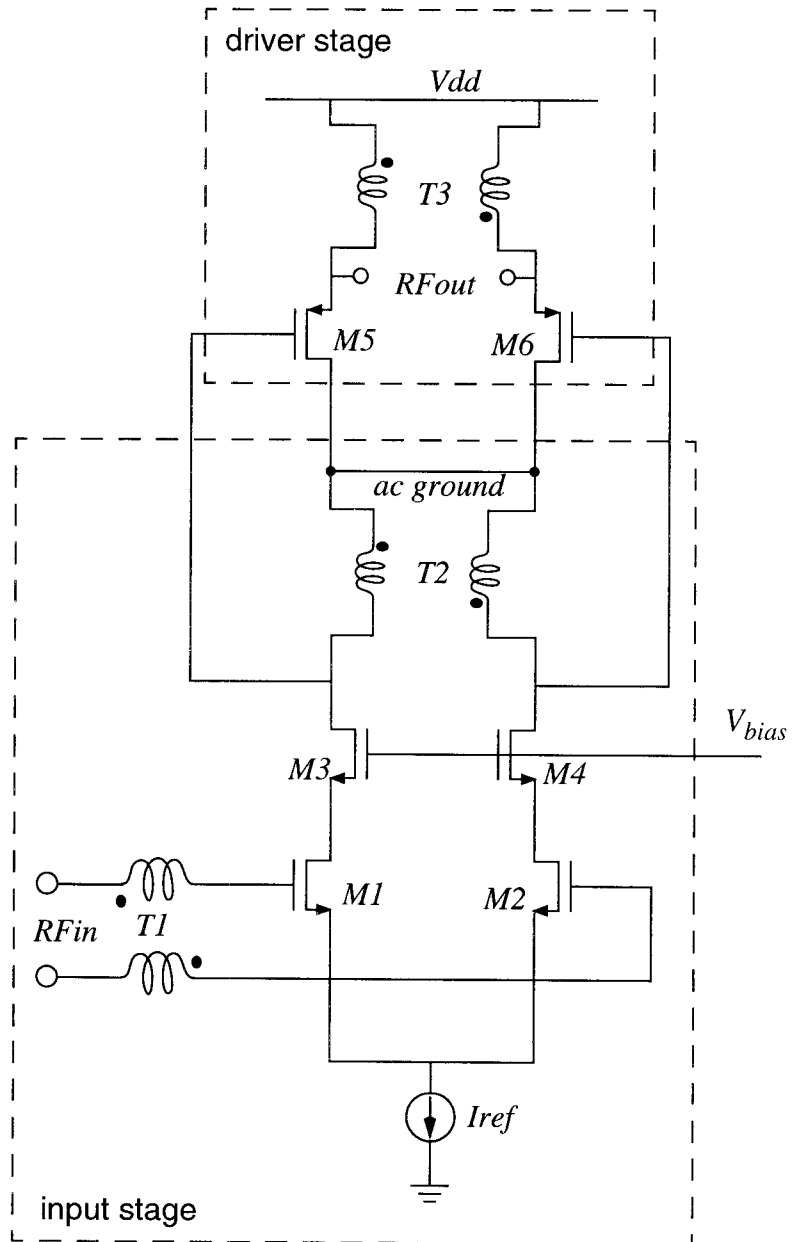 driver stage
Vdd
T3
RFout
M5
M6
ac ground
T2
Vbias
M3
M4
M1
M2
RFin
T1
Iref
input stage